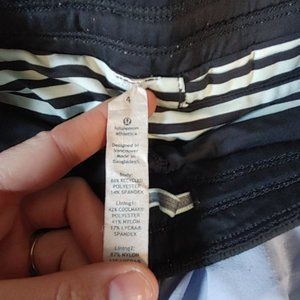 4
lululemon
athletica
Designed in
Vancouver
Made in
Bangladesh
Body:
86% RECYCLED
POLYESTER
14% SPANDEX
Lining1:
42% COOLMAX®
POLYESTER
41% NYLON
17% LYCRA®
SPANDEX
Lining2:
87% NYLON